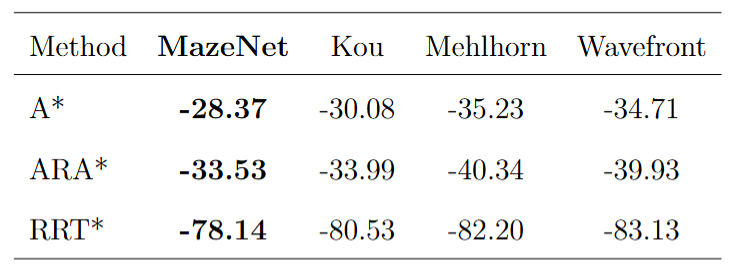 Method MazeNet Kou Mehlhorn Wavefront
A* -28.37 -30.08 -35.23 -34.71
ARA* -33.53 -33.99 -40.34 -39.93
RRT* -78.14 -80.53 -82.20 -83.13